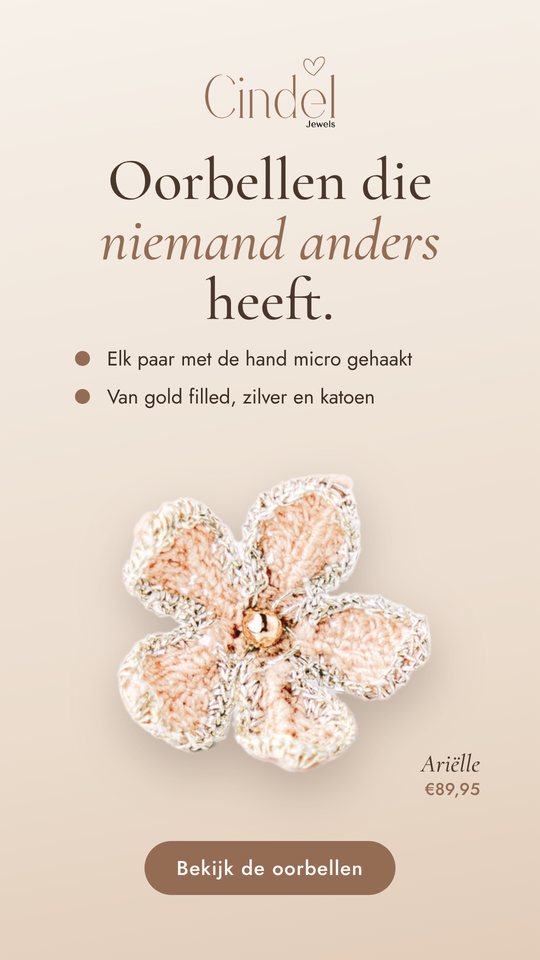 Cindel
Jewels
Oorbellen die
niemand anders
heeft.
Elk paar met de hand micro gehaakt
Van gold filled, zilver en katoen
Ariëlle
€89,95
Bekijk de oorbellen